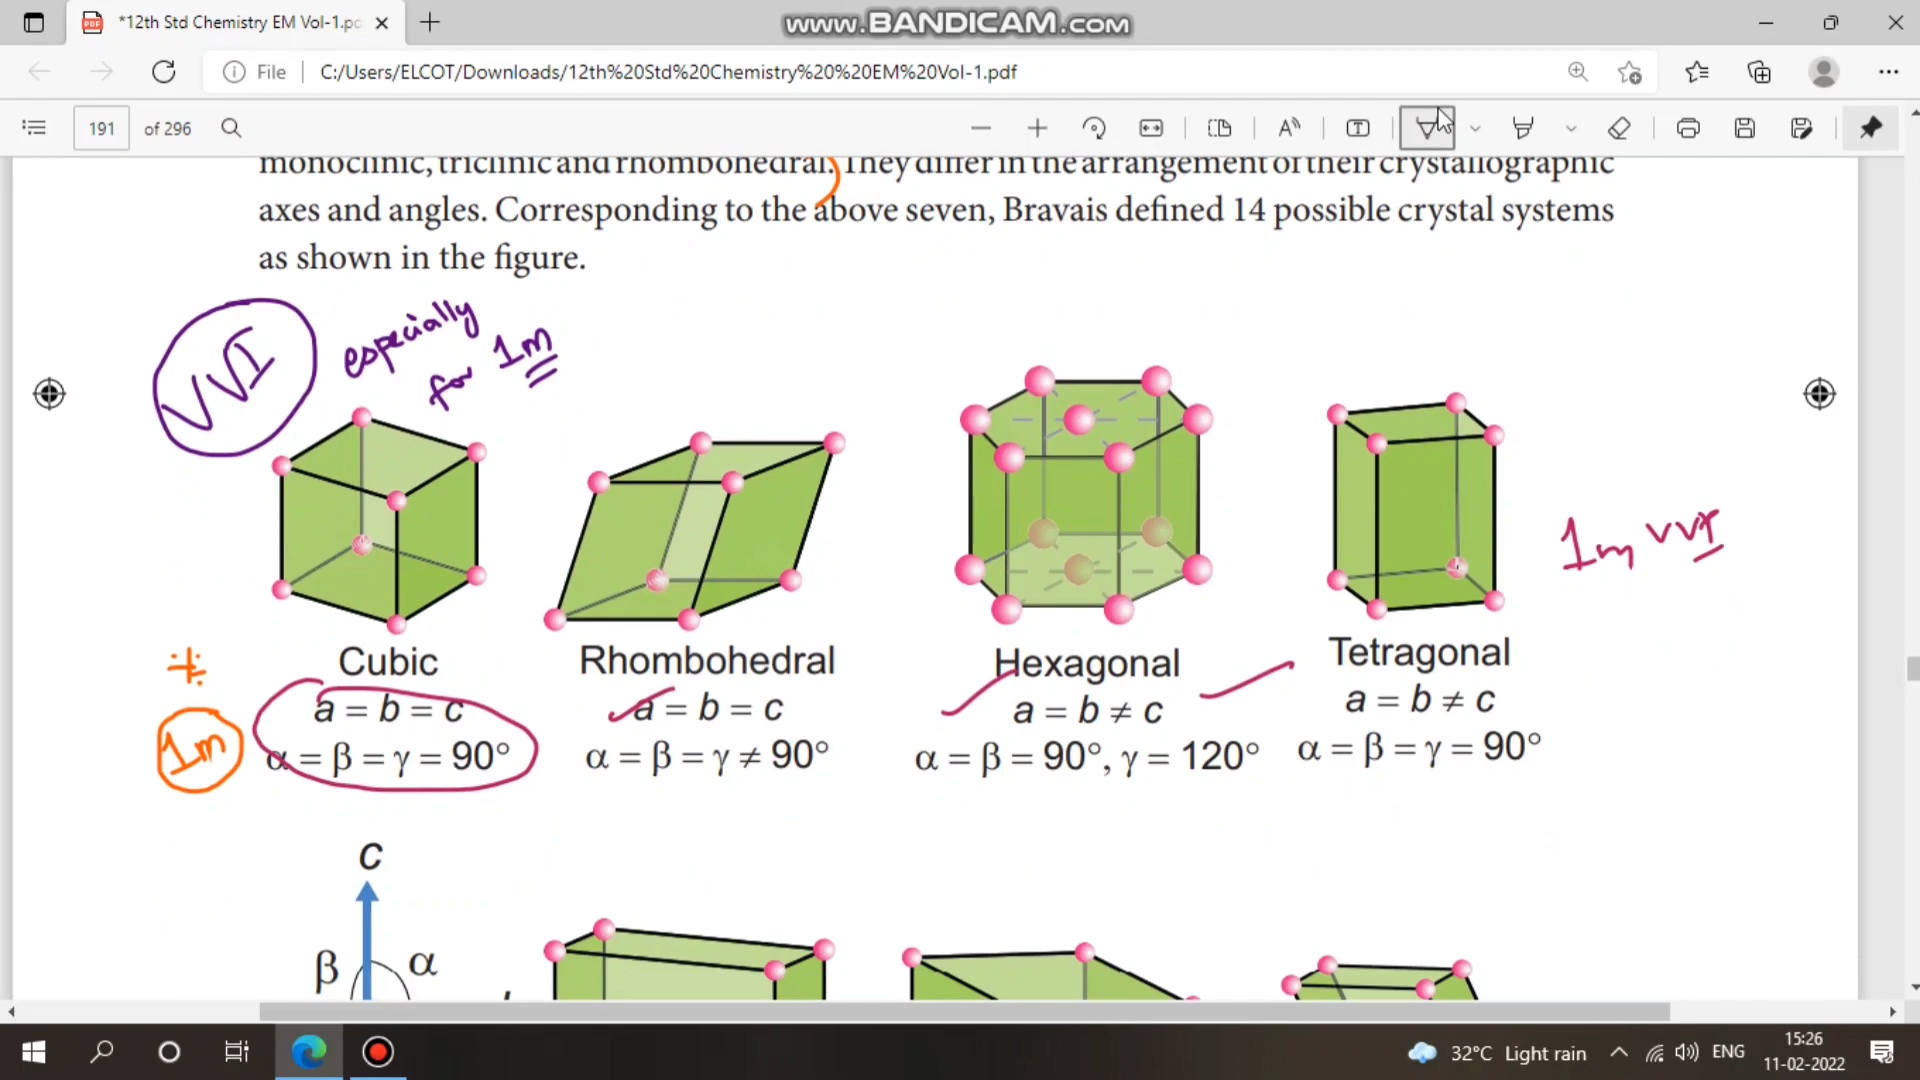 www.BANDICAM.com
*12th Std Chemistry EM Vol-1.pd
File
C:/Users/ELCOT/Downloads/12th%20Std%20Chemistry%20%20EM%20Vol-1.pdf
191 of 296
monoclinic, triclinic and rhombohedral. They differ in the arrangement of their crystallographic
axes and angles. Corresponding to the above seven, Bravais defined 14 possible crystal systems
as shown in the figure.
VVI
especially
for 1m
1m VVI
Cubic
a = b = c
α = β = γ = 90°
1m
Rhombohedral
a = b = c
α = β = γ ≠ 90°
Hexagonal
a = b ≠ c
α = β = 90°, γ = 120°
Tetragonal
a = b ≠ c
α = β = γ = 90°
c
β α
32°C Light rain
ENG
15:26
11-02-2022